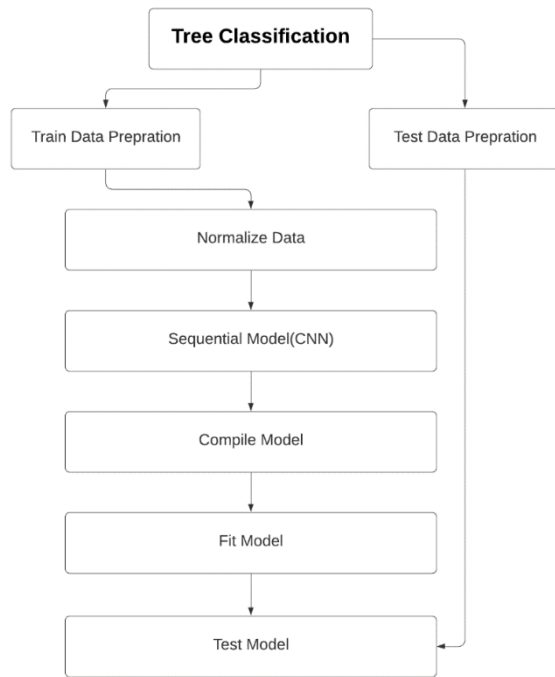 Tree Classification
Train Data Prepration
Test Data Prepration
Normalize Data
Sequential Model(CNN)
Compile Model
Fit Model
Test Model